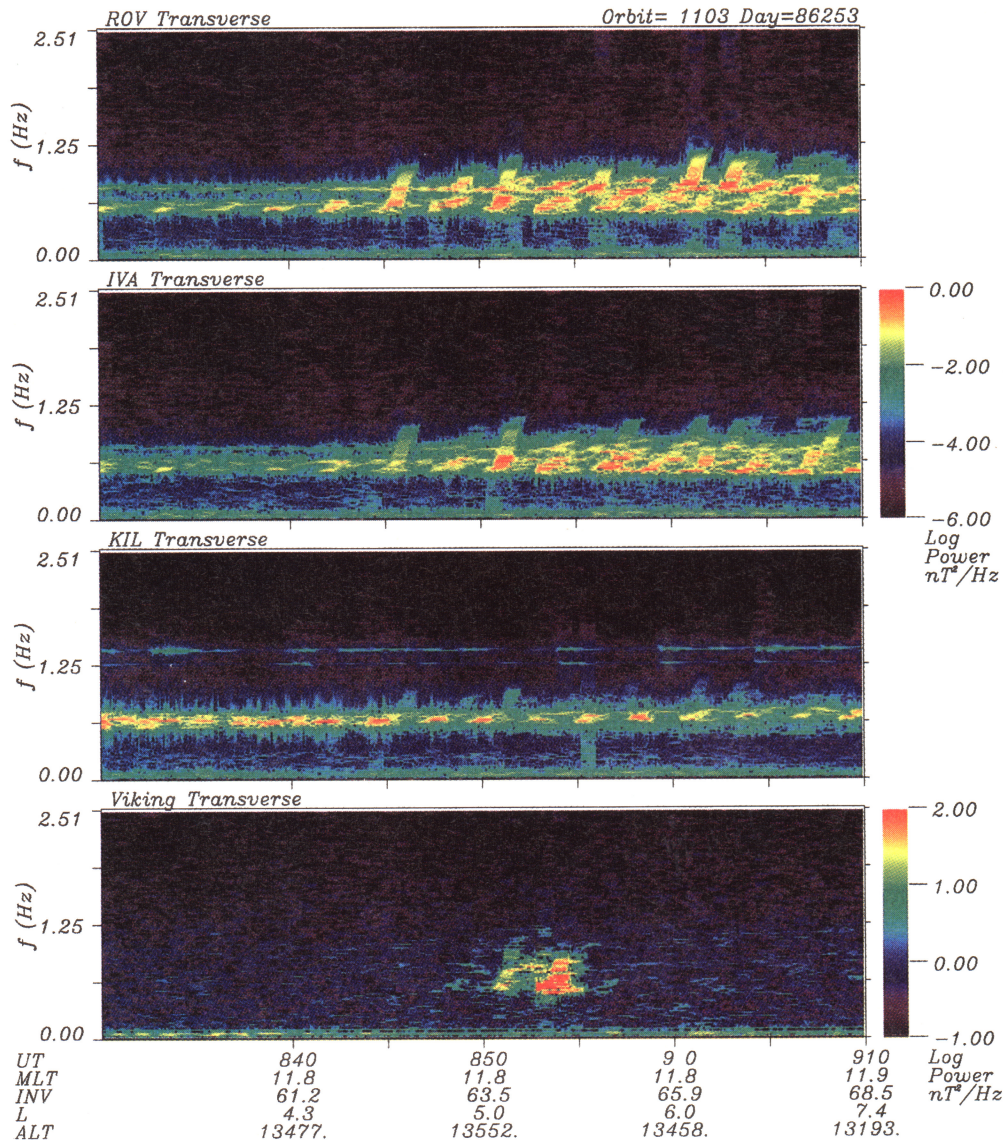 ROV Transverse Orbit= 1103 Day=86253
2.51
f (Hz)
1.25
0.00
IVA Transverse
2.51
f (Hz)
1.25
0.00
0.00
-2.00
-4.00
-6.00
Log
Power
nT²/Hz
KIL Transverse
2.51
f (Hz)
1.25
0.00
Viking Transverse
2.51
f (Hz)
1.25
0.00
2.00
1.00
0.00
-1.00
Log
Power
nT²/Hz
UT 840 850 9 0 910
MLT 11.8 11.8 11.8 11.9
INV 61.2 63.5 65.9 68.5
L 4.3 5.0 6.0 7.4
ALT 13477. 13552. 13458. 13193.